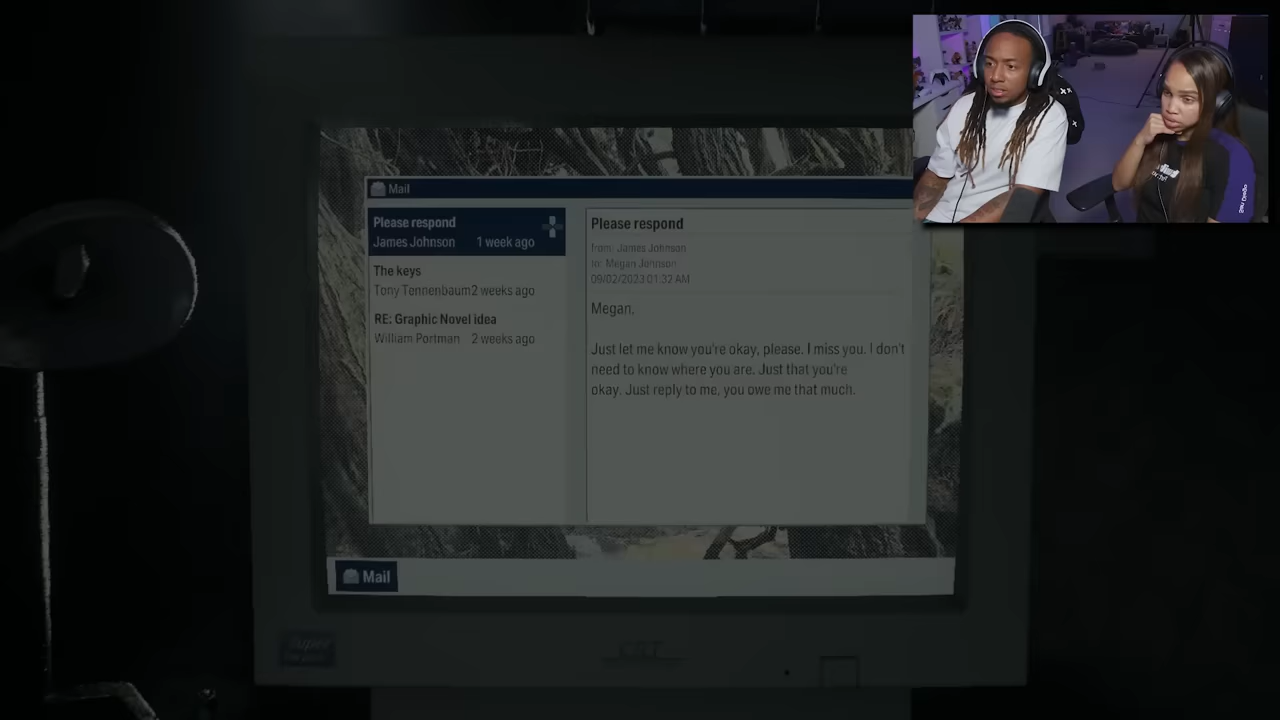 Mail
Please respond
James Johnson 1 week ago
The keys
Tony Tennenbaum 2 weeks ago
RE: Graphic Novel idea
William Portman 2 weeks ago
Please respond
from: James Johnson
to: Megan Johnson
09/02/2023 01:32 AM
Megan,
Just let me know you're okay, please. I miss you. I don't
need to know where you are. Just that you're
okay. Just reply to me, you owe me that much.
Mail
Super